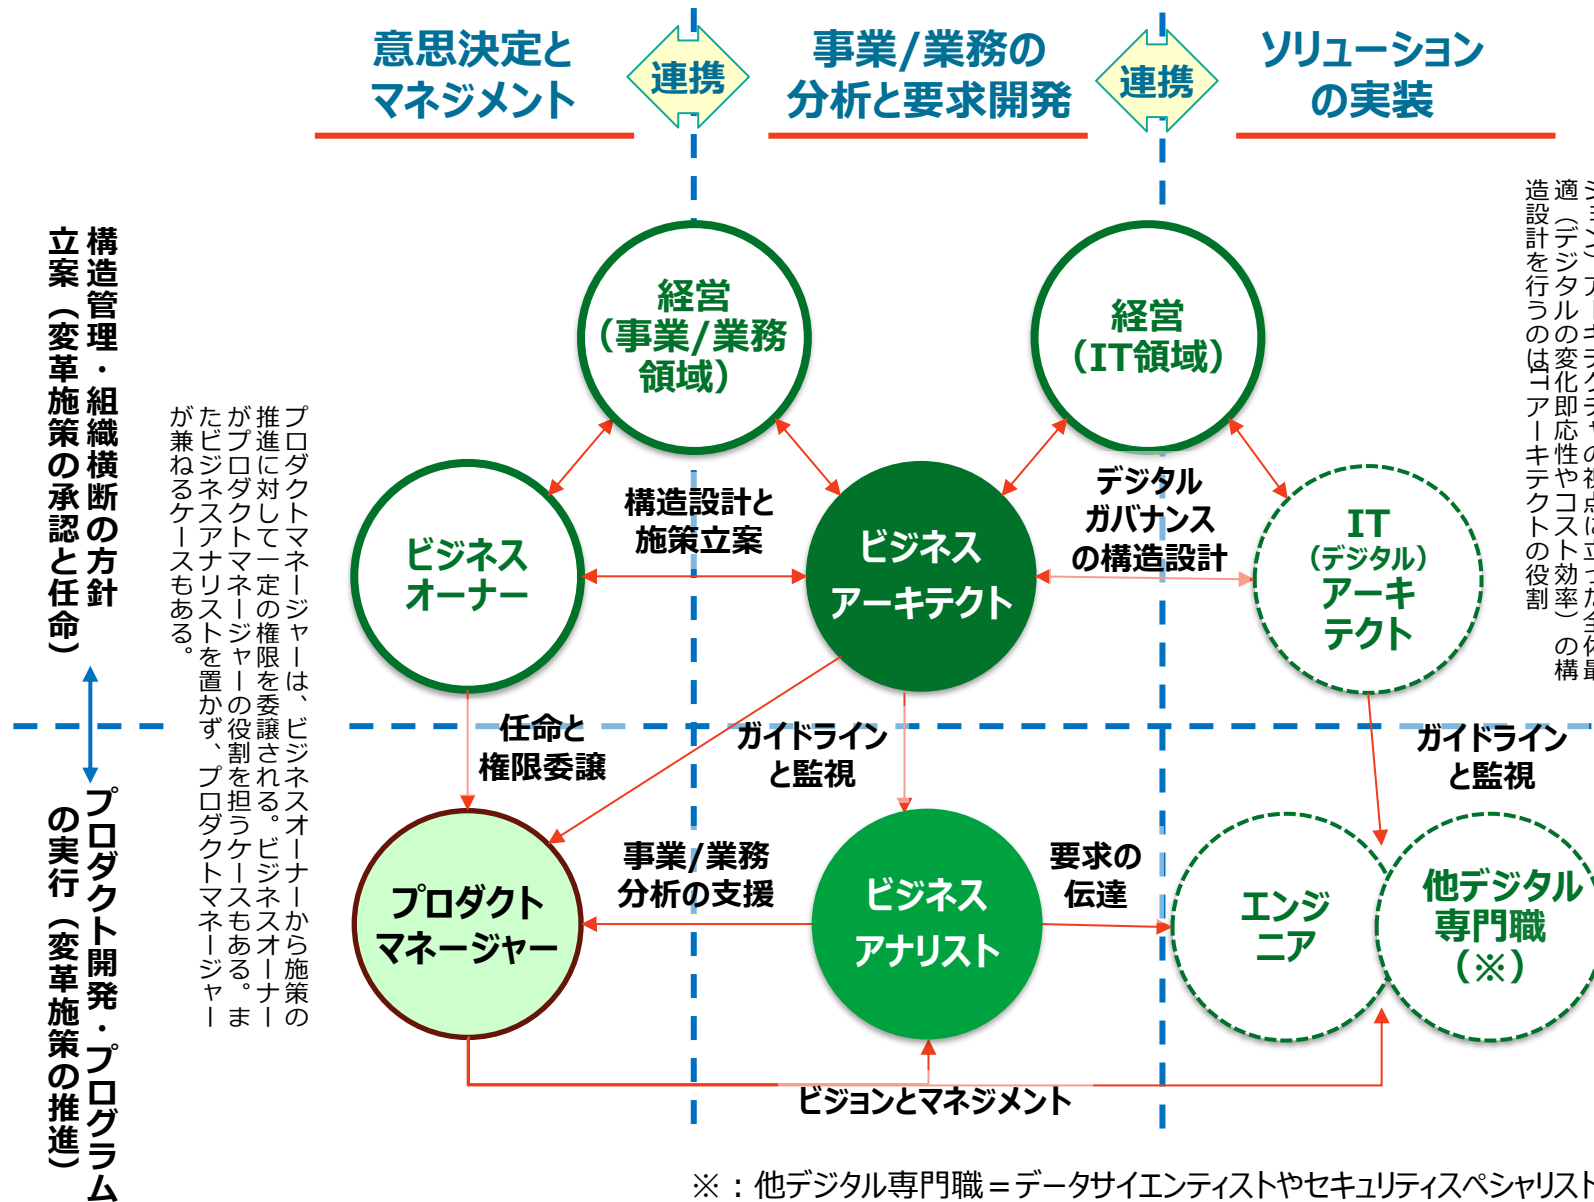 意思決定と
マネジメント
連携
事業/業務の
分析と要求開発
連携
ソリューション
の実装
構造管理・組織横断の方針
立案（変革施策の承認と任命）
プロダクト開発・プログラム
の実行（変革施策の推進）
プロダクトマネージャーは、ビジネスオーナーから施策の
推進に対して一定の権限を委譲される。ビジネスオーナー
がプロダクトマネージャーの役割を担うケースもある。ま
たビジネスアナリストを置かず、プロダクトマネージャー
が兼ねるケースもある。
経営
（事業/業務
領域）
経営
（IT領域）
ビジネス
オーナー
構造設計と
施策立案
ビジネス
アーキテクト
デジタル
ガバナンス
の構造設計
IT
（デジタル）
アーキ
テクト
ション）アーキテクチャの視点に立った全体最
適（デジタルの変化即応性やコスト効率）の構
造設計を行うのはITアーキテクトの役割
任命と
権限委譲
ガイドライン
と監視
ガイドライン
と監視
プロダクト
マネージャー
事業/業務
分析の支援
ビジネス
アナリスト
要求の
伝達
エンジ
ニア
他デジタル
専門職
（※）
ビジョンとマネジメント
※：他デジタル専門職＝データサイエンティストやセキュリティスペシャリスト